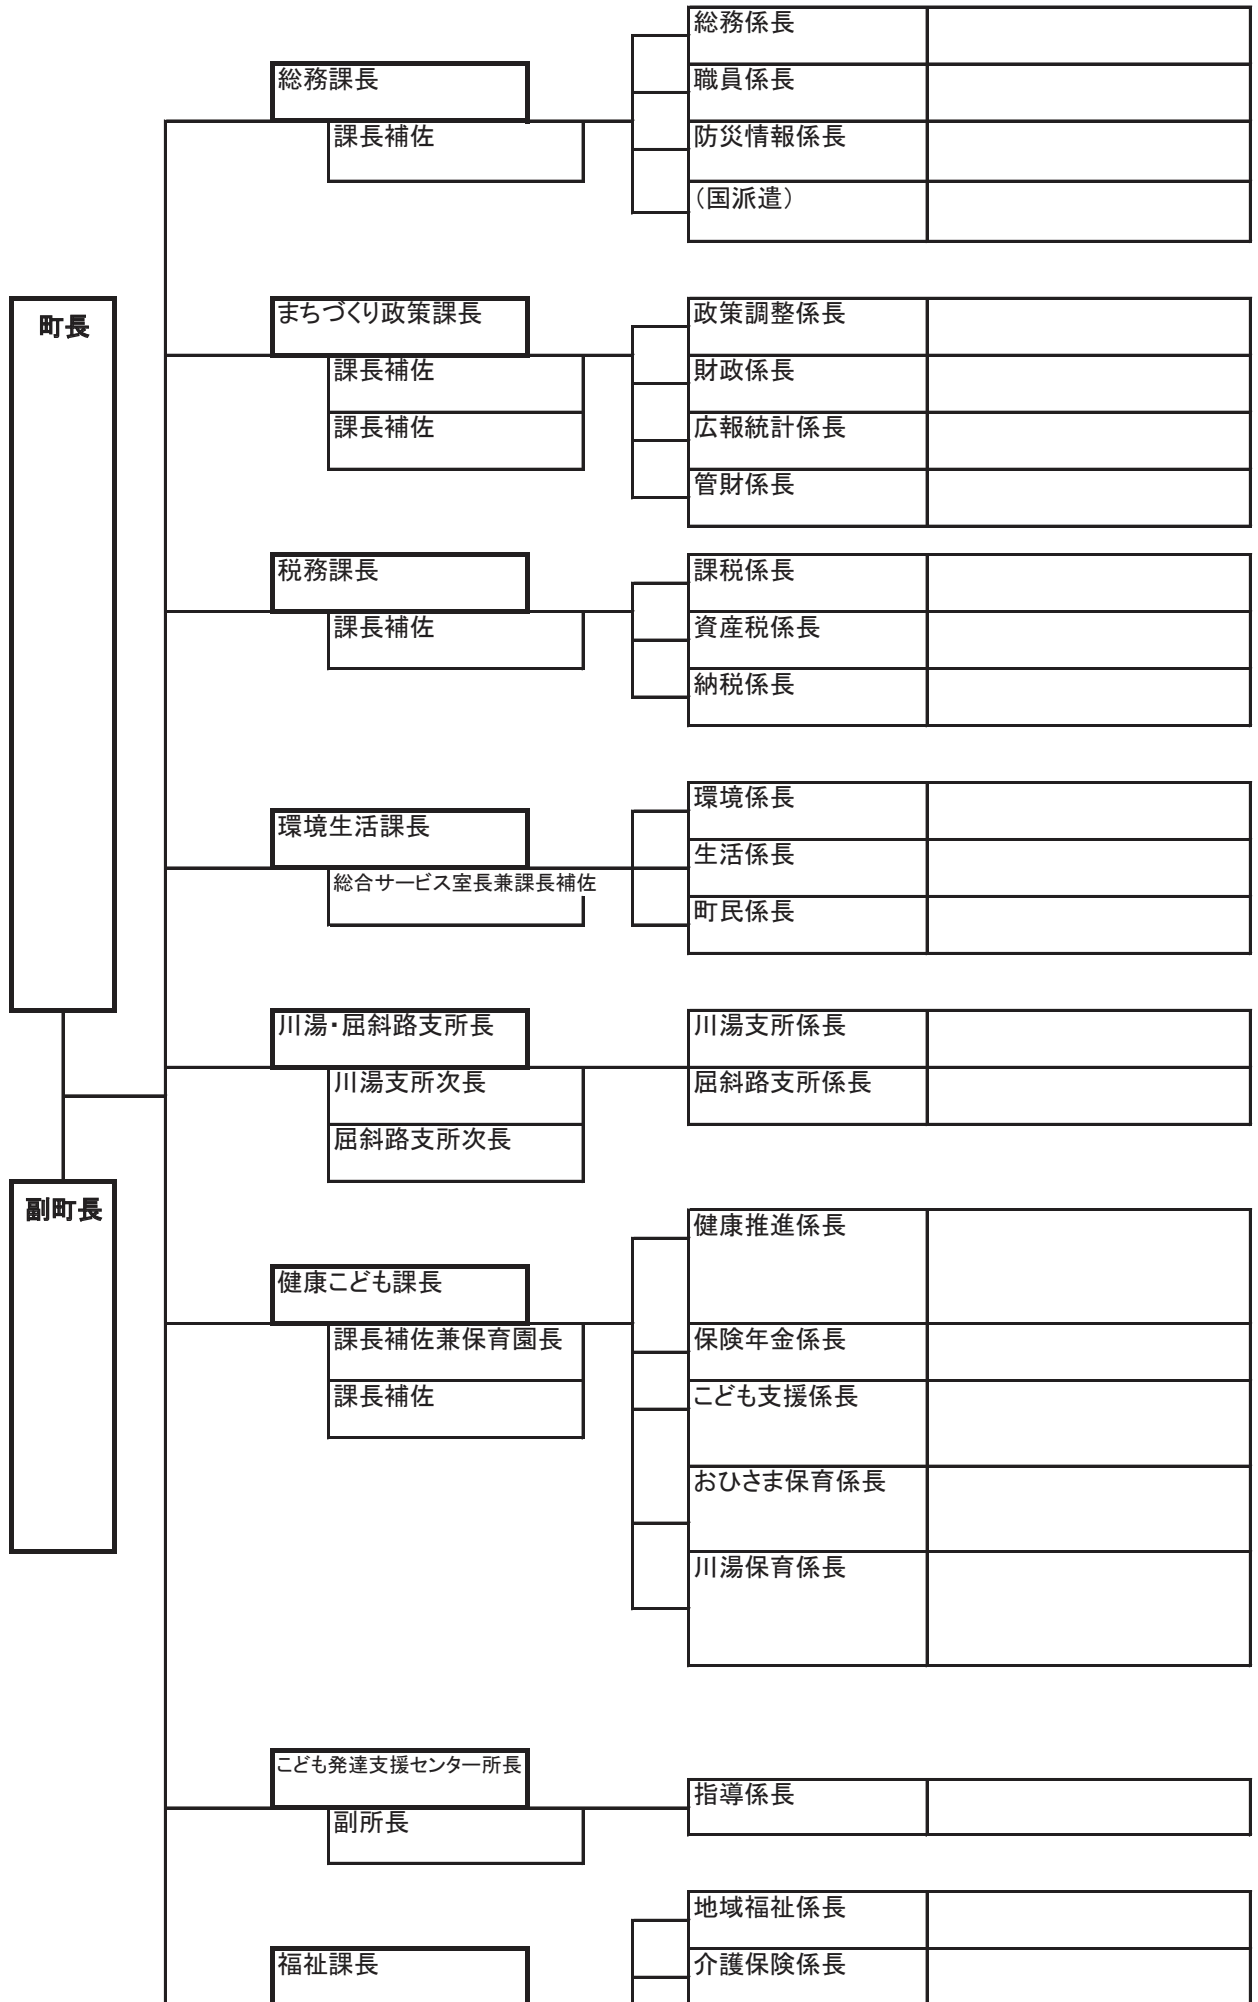 町長
副町長
総務課長
課長補佐
総務係長
職員係長
防災情報係長
（国派遣）
まちづくり政策課長
課長補佐
課長補佐
政策調整係長
財政係長
広報統計係長
管財係長
税務課長
課長補佐
課税係長
資産税係長
納税係長
環境生活課長
総合サービス室長兼課長補佐
環境係長
生活係長
町民係長
川湯・屈斜路支所長
川湯支所次長
屈斜路支所次長
川湯支所係長
屈斜路支所係長
健康こども課長
課長補佐兼保育園長
課長補佐
健康推進係長
保険年金係長
こども支援係長
おひさま保育係長
川湯保育係長
こども発達支援センター所長
副所長
指導係長
福祉課長
地域福祉係長
介護保険係長